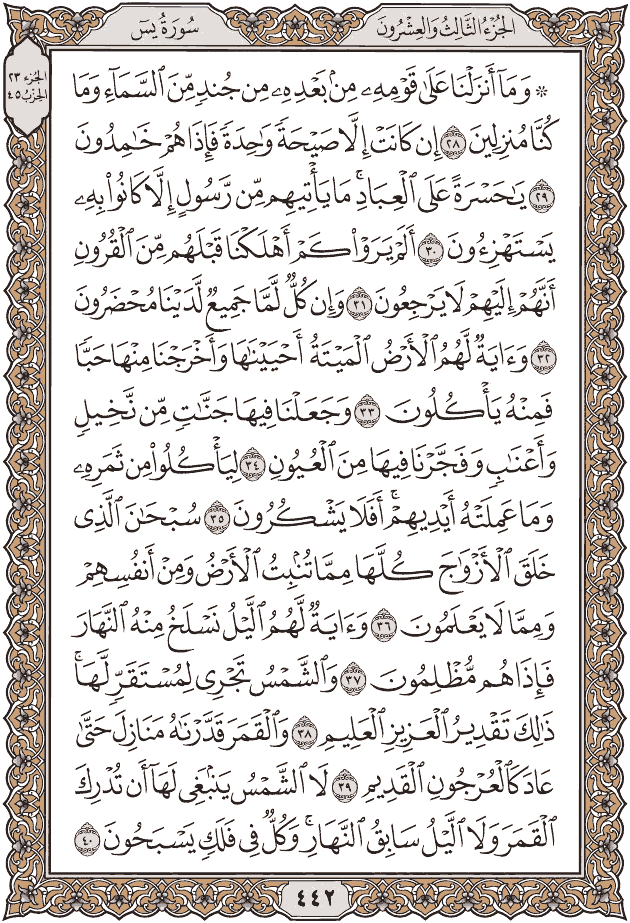 الجُزْءُ الثَّالِثُ وَالعِشْرُونَ
سُورَةُ يسٓ
الجزء ٢٣
الحزب ٤٥
۞ وَمَآ أَنزَلْنَا عَلَىٰ قَوْمِهِۦ مِنۢ بَعْدِهِۦ مِن جُندٍ مِّنَ ٱلسَّمَآءِ وَمَا
كُنَّا مُنزِلِينَ ٢٨ إِن كَانَتْ إِلَّا صَيْحَةً وَٰحِدَةً فَإِذَا هُمْ خَٰمِدُونَ
٢٩ يَٰحَسْرَةً عَلَى ٱلْعِبَادِ ۚ مَا يَأْتِيهِم مِّن رَّسُولٍ إِلَّا كَانُوا۟ بِهِۦ
يَسْتَهْزِءُونَ ٣٠ أَلَمْ يَرَوْا۟ كَمْ أَهْلَكْنَا قَبْلَهُم مِّنَ ٱلْقُرُونِ
أَنَّهُمْ إِلَيْهِمْ لَا يَرْجِعُونَ ٣١ وَإِن كُلٌّ لَّمَّا جَمِيعٌ لَّدَيْنَا مُحْضَرُونَ
٣٢ وَءَايَةٌ لَّهُمُ ٱلْأَرْضُ ٱلْمَيْتَةُ أَحْيَيْنَٰهَا وَأَخْرَجْنَا مِنْهَا حَبًّا
فَمِنْهُ يَأْكُلُونَ ٣٣ وَجَعَلْنَا فِيهَا جَنَّٰتٍ مِّن نَّخِيلٍ
وَأَعْنَٰبٍ وَفَجَّرْنَا فِيهَا مِنَ ٱلْعُيُونِ ٣٤ لِيَأْكُلُوا۟ مِن ثَمَرِهِۦ
وَمَا عَمِلَتْهُ أَيْدِيهِمْ ۖ أَفَلَا يَشْكُرُونَ ٣٥ سُبْحَٰنَ ٱلَّذِى
خَلَقَ ٱلْأَزْوَٰجَ كُلَّهَا مِمَّا تُنۢبِتُ ٱلْأَرْضُ وَمِنْ أَنفُسِهِمْ
وَمِمَّا لَا يَعْلَمُونَ ٣٦ وَءَايَةٌ لَّهُمُ ٱلَّيْلُ نَسْلَخُ مِنْهُ ٱلنَّهَارَ
فَإِذَا هُم مُّظْلِمُونَ ٣٧ وَٱلشَّمْسُ تَجْرِى لِمُسْتَقَرٍّ لَّهَا ۚ
ذَٰلِكَ تَقْدِيرُ ٱلْعَزِيزِ ٱلْعَلِيمِ ٣٨ وَٱلْقَمَرَ قَدَّرْنَٰهُ مَنَازِلَ حَتَّىٰ
عَادَ كَٱلْعُرْجُونِ ٱلْقَدِيمِ ٣٩ لَا ٱلشَّمْسُ يَنۢبَغِى لَهَآ أَن تُدْرِكَ
ٱلْقَمَرَ وَلَا ٱلَّيْلُ سَابِقُ ٱلنَّهَارِ ۚ وَكُلٌّ فِى فَلَكٍ يَسْبَحُونَ ٤٠
٤٤٢